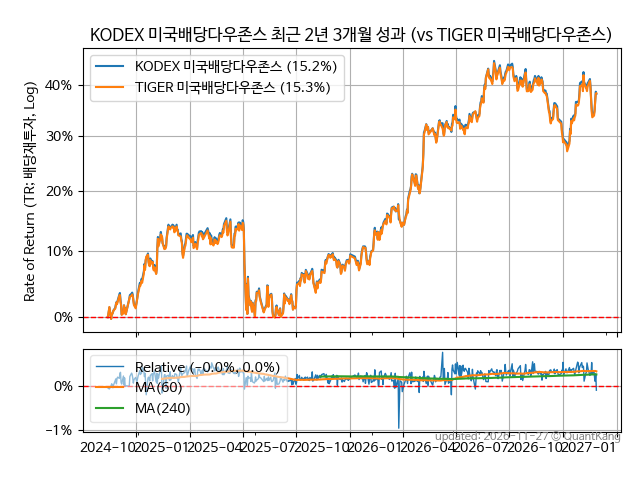 KODEX 미국배당다우존스 최근 2년 3개월 성과 (vs TIGER 미국배당다우존스)
Rate of Return (TR: 배당재투자, Log)
40%
30%
20%
10%
0%
KODEX 미국배당다우존스 (15.2%)
TIGER 미국배당다우존스 (15.3%)
0%
−1%
Relative (−0.0%, 0.0%)
MA(60)
MA(240)
2024−10 2025−01 2025−04 2025−07 2025−10 2026−01 2026−04 2026−07 2026−10 2027−01
updated: 2026−11−27 © QuantKang